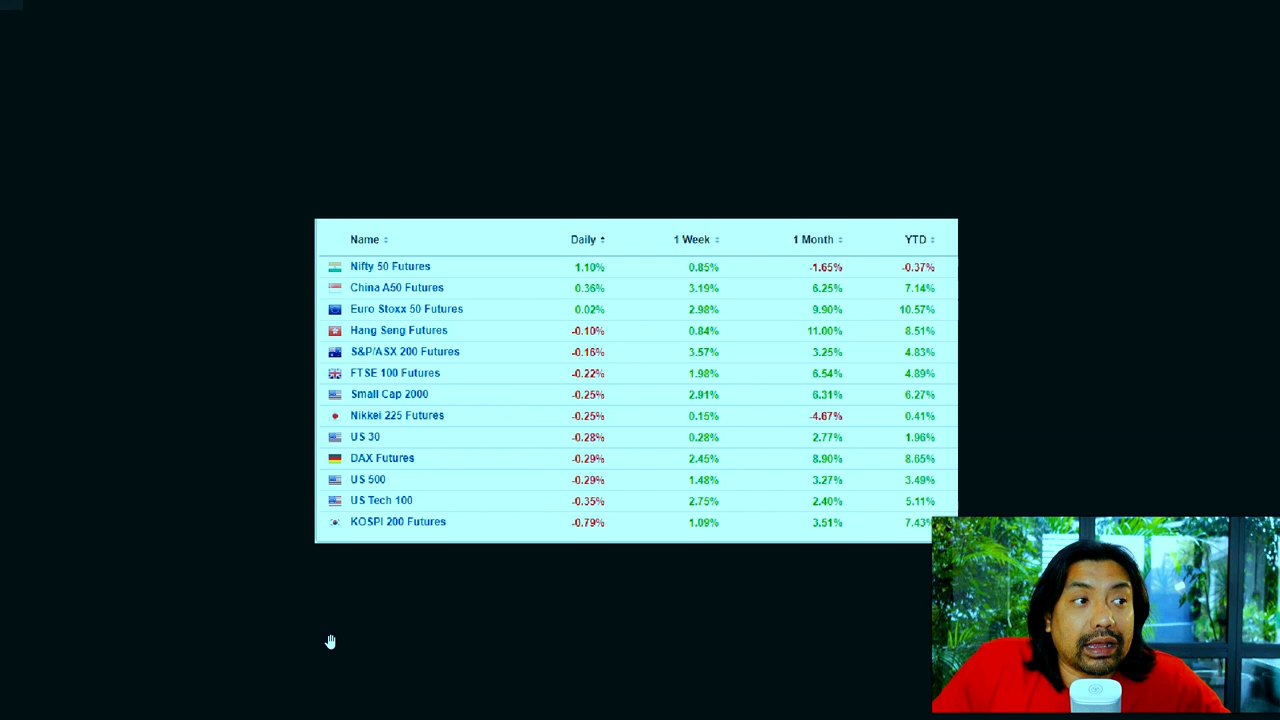 Name Daily 1 Week 1 Month YTD
Nifty 50 Futures 1.10% 0.85% -1.65% -0.37%
China A50 Futures 0.36% 3.19% 6.25% 7.14%
Euro Stoxx 50 Futures 0.02% 2.98% 9.90% 10.57%
Hang Seng Futures -0.10% 0.84% 11.00% 8.51%
S&P/ASX 200 Futures -0.16% 3.57% 3.25% 4.83%
FTSE 100 Futures -0.22% 1.98% 6.54% 4.89%
Small Cap 2000 -0.25% 2.91% 6.31% 6.27%
Nikkei 225 Futures -0.25% 0.15% -4.67% 0.41%
US 30 -0.28% 0.28% 2.77% 1.96%
DAX Futures -0.29% 2.45% 8.90% 8.65%
US 500 -0.29% 1.48% 3.27% 3.49%
US Tech 100 -0.35% 2.75% 2.40% 5.11%
KOSPI 200 Futures -0.79% 1.09% 3.51% 7.43%